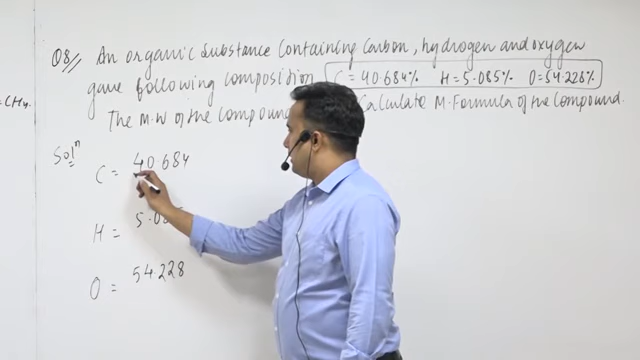 Q8// An organic substance containing carbon, hydrogen and oxygen
gave following composition C = 40.684% H = 5.085% O = 54.228%
=CH4.
The M.W of the compound Calculate M. Formula of the compound.
Soln
C = 40 684
H = 5.08
O = 54.228